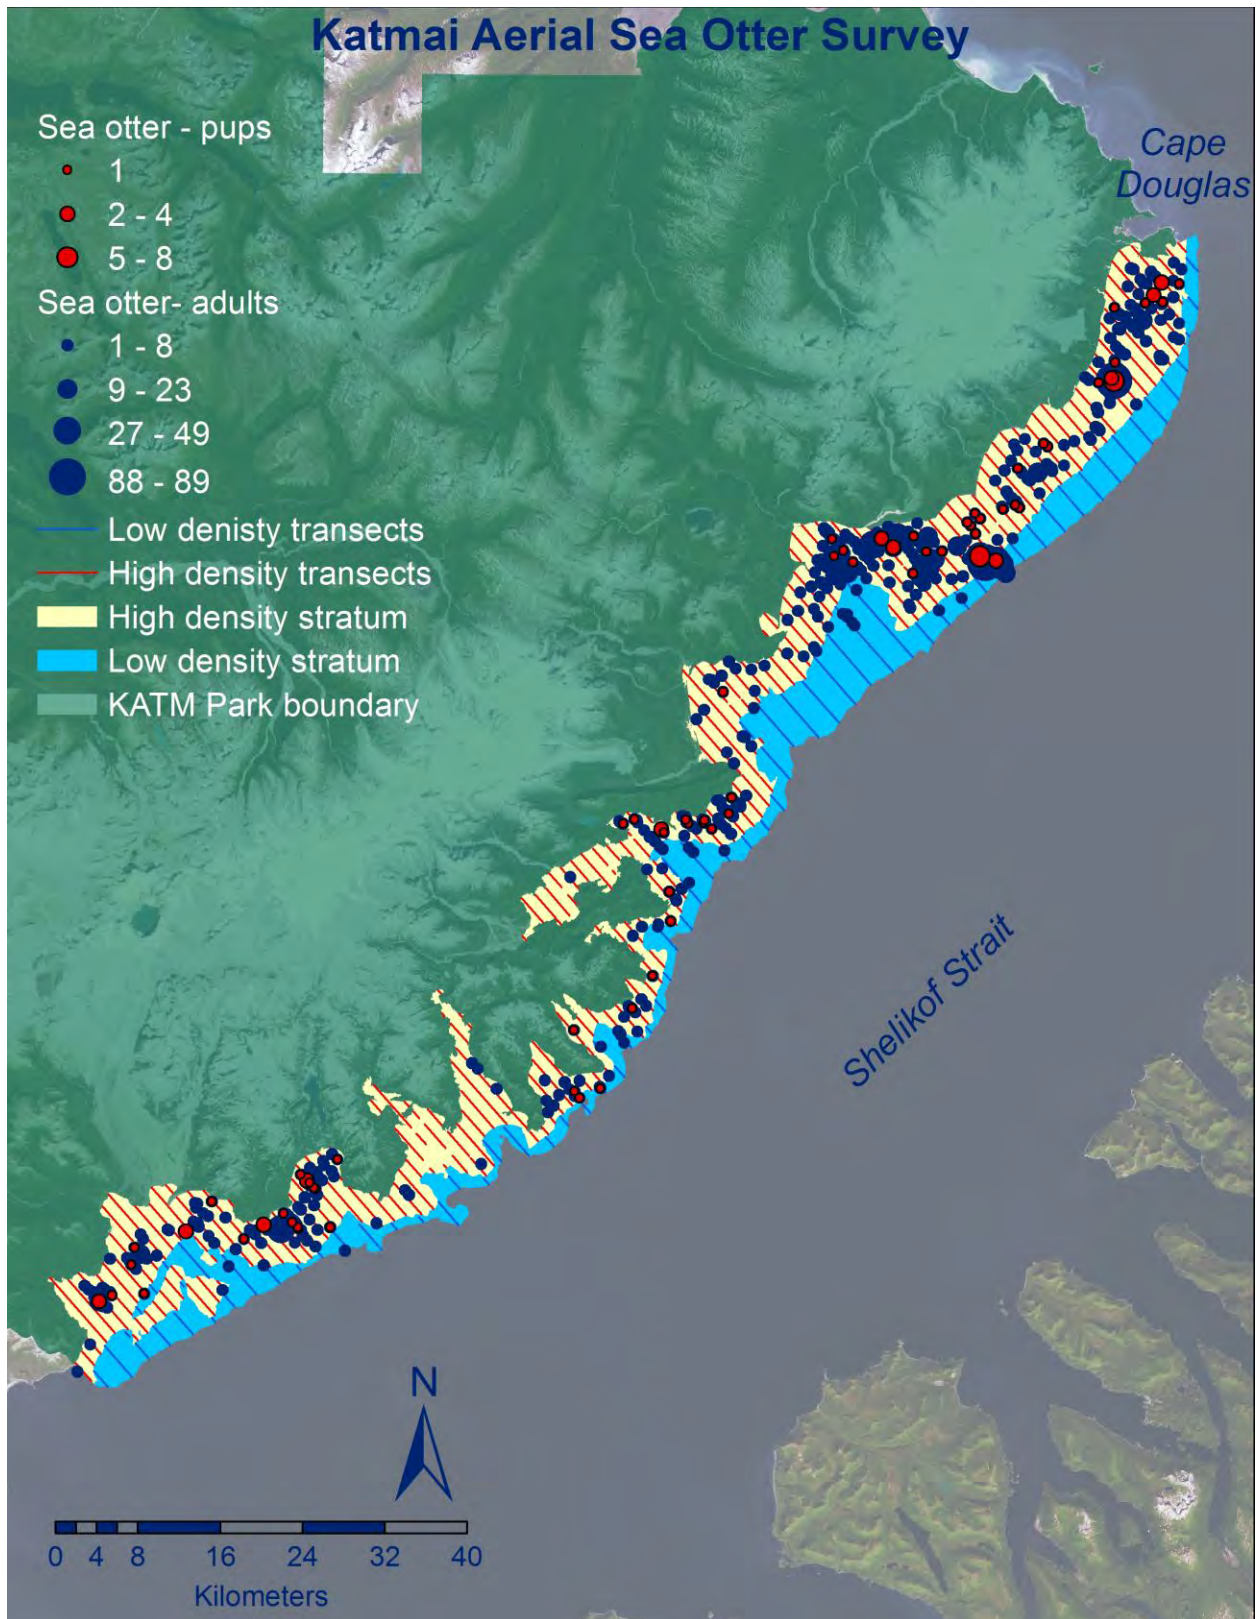 Katmai Aerial Sea Otter Survey
Cape
Douglas
Sea otter - pups
1
2 - 4
5 - 8
Sea otter- adults
1 - 8
9 - 23
27 - 49
88 - 89
Low denisty transects
High density transects
High density stratum
Low density stratum
KATM Park boundary
Shelikof Strait
N
0 4 8 16 24 32 40
Kilometers